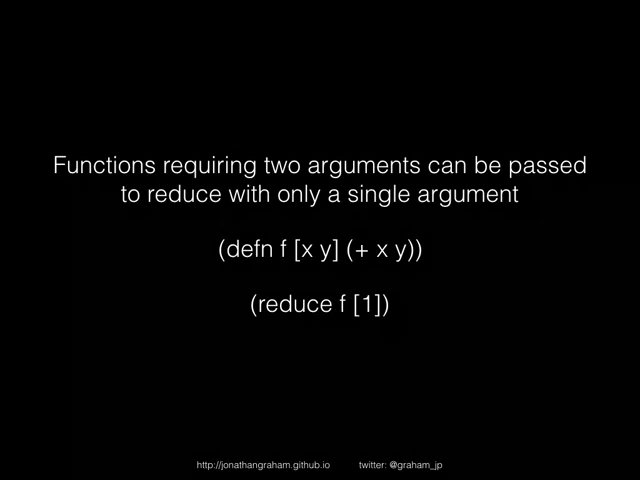 Functions requiring two arguments can be passed
to reduce with only a single argument
(defn f [x y] (+ x y))
(reduce f [1])
http://jonathangraham.github.io twitter: @graham_jp